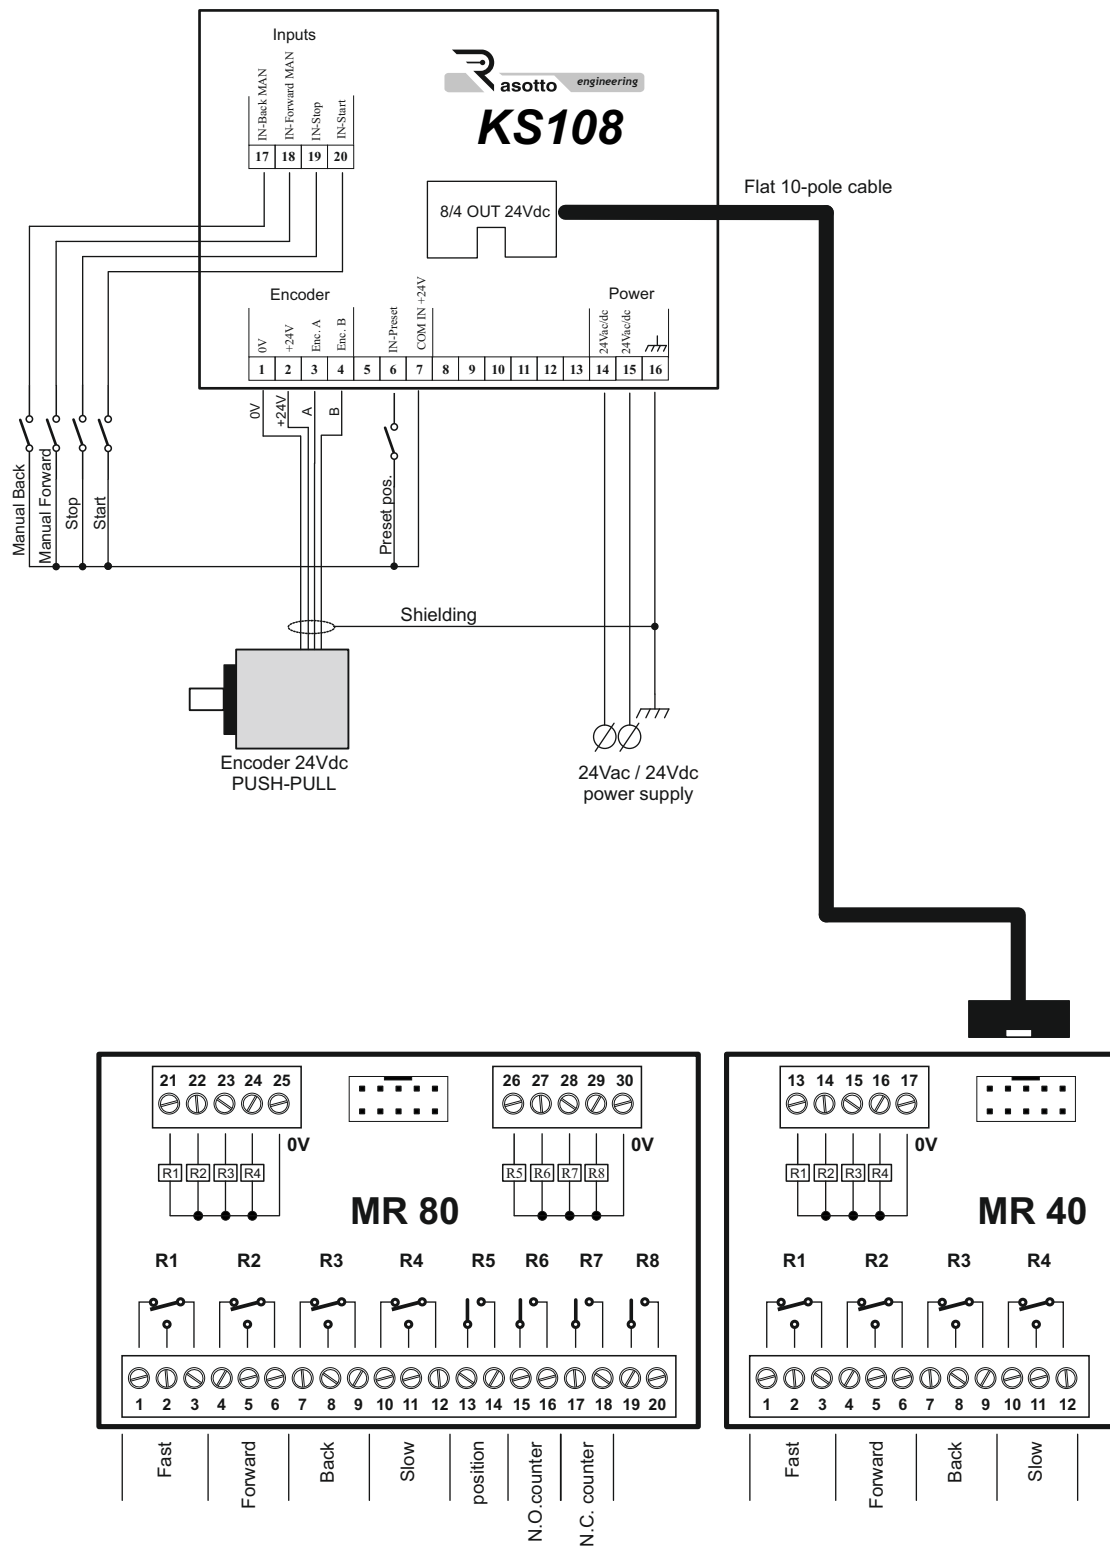 Inputs
IN-Back MAN
IN-Forward MAN
IN-Stop
IN-Start
17 18 19 20
Rasotto engineering
KS108
8/4 OUT 24Vdc
Flat 10-pole cable
Encoder
Power
0V
+24V
Enc. A
Enc. B
IN-Preset
COM IN +24V
24Vac/dc
24Vac/dc
1 2 3 4 5 6 7 8 9 10 11 12 13 14 15 16
0V
+24V
A
B
Manual Back
Manual Forward
Stop
Start
Preset pos.
Shielding
Encoder 24Vdc
PUSH-PULL
24Vac / 24Vdc
power supply
21 22 23 24 25
0V
R1 R2 R3 R4
26 27 28 29 30
0V
R5 R6 R7 R8
MR 80
R1 R2 R3 R4 R5 R6 R7 R8
1 2 3 4 5 6 7 8 9 10 11 12 13 14 15 16 17 18 19 20
Fast
Forward
Back
Slow
position
N.O.counter
N.C. counter
13 14 15 16 17
0V
R1 R2 R3 R4
MR 40
R1 R2 R3 R4
1 2 3 4 5 6 7 8 9 10 11 12
Fast
Forward
Back
Slow